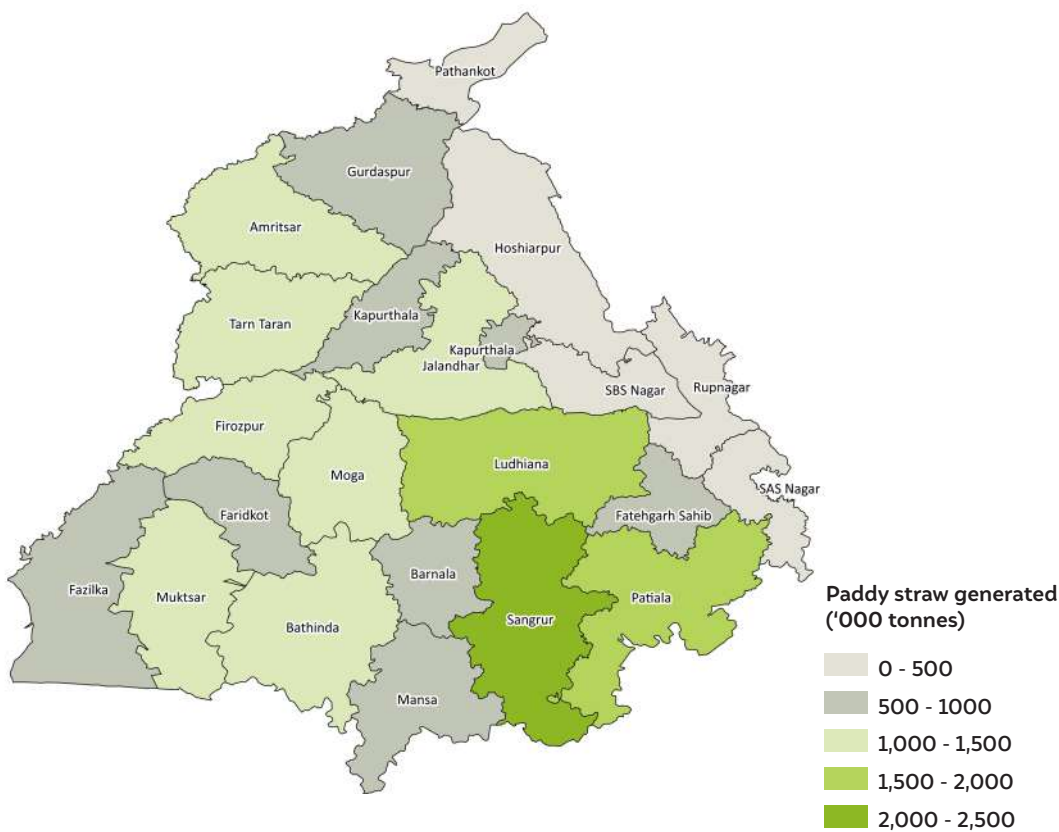 Pathankot
Gurdaspur
Amritsar
Hoshiarpur
Kapurthala
Tarn Taran
Kapurthala
Jalandhar
SBS Nagar
Rupnagar
Firozpur
Ludhiana
Moga
SAS Nagar
Faridkot
Fatehgarh Sahib
Barnala
Fazilka
Muktsar
Patiala
Sangrur
Bathinda
Mansa
Paddy straw generated
('000 tonnes)
0 - 500
500 - 1000
1,000 - 1,500
1,500 - 2,000
2,000 - 2,500